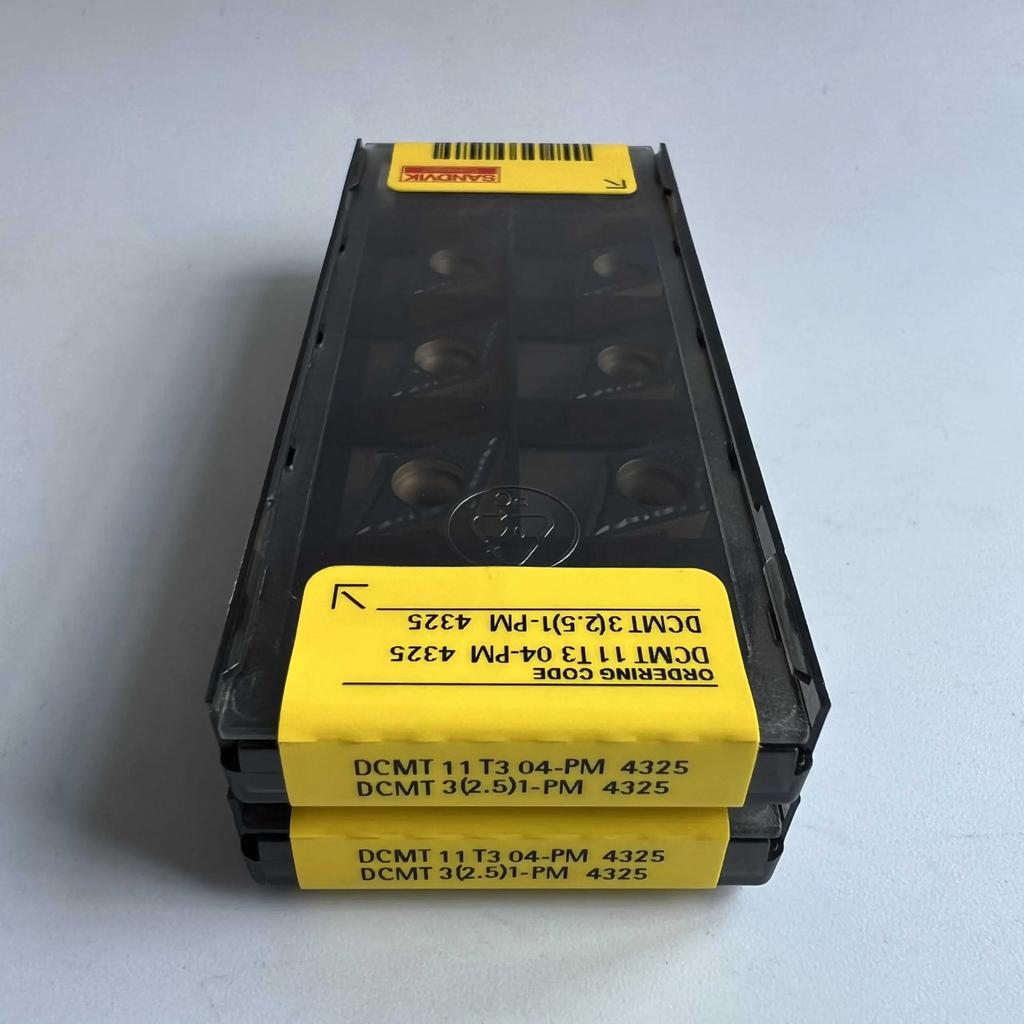 SANDVIK
ORDERING CODE
DCMT 11 T3 04-PM 4325
DCMT 3(2.5)1-PM 4325
DCMT 11 T3 04-PM 4325
DCMT 3(2.5)1-PM 4325
DCMT 11 T3 04-PM 4325
DCMT 3(2.5)1-PM 4325